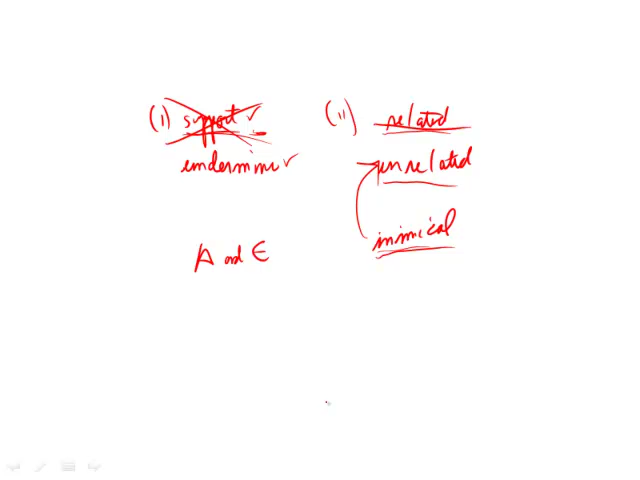 (i) support ✓
undermine ✓
(ii) related
unrelated
inimical
A and E